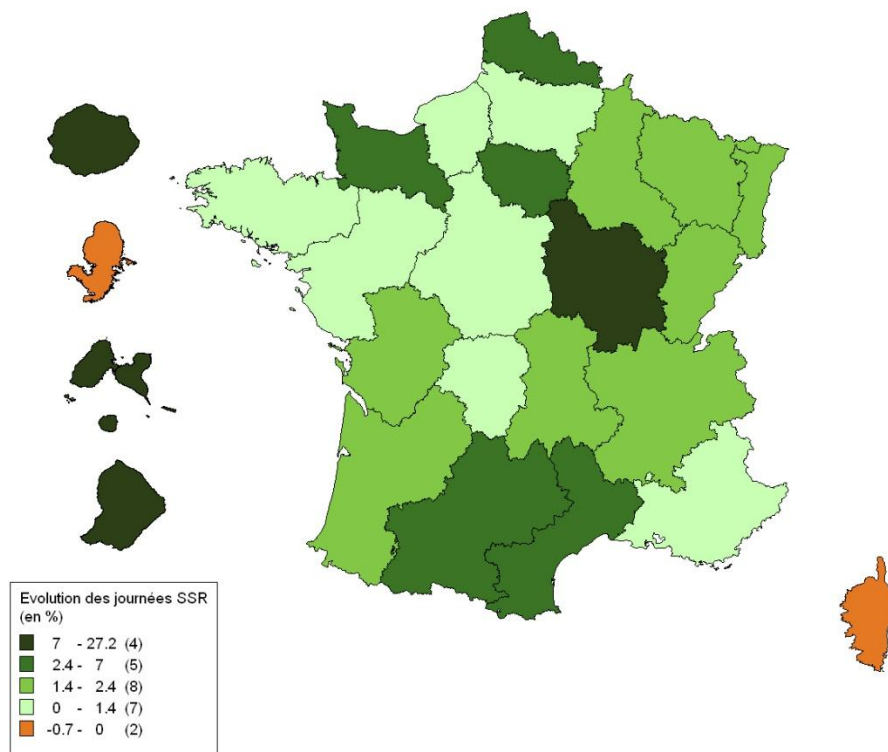 Evolution des journées SSR
(en %)
7 - 27.2 (4)
2.4 - 7 (5)
1.4 - 2.4 (8)
0 - 1.4 (7)
-0.7 - 0 (2)